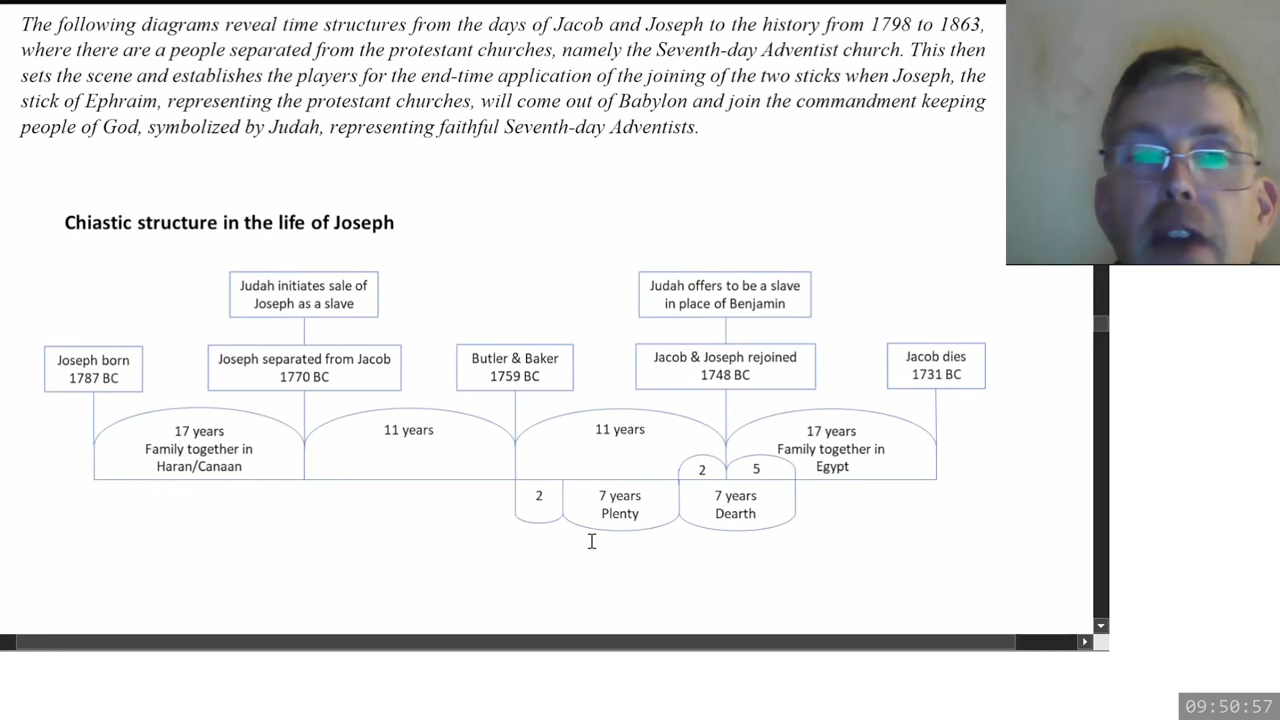 The following diagrams reveal time structures from the days of Jacob and Joseph to the history from 1798 to 1863,
where there are a people separated from the protestant churches, namely the Seventh-day Adventist church. This then
sets the scene and establishes the players for the end-time application of the joining of the two sticks when Joseph, the
stick of Ephraim, representing the protestant churches, will come out of Babylon and join the commandment keeping
people of God, symbolized by Judah, representing faithful Seventh-day Adventists.
Chiastic structure in the life of Joseph
Judah initiates sale of
Joseph as a slave
Judah offers to be a slave
in place of Benjamin
Joseph born
1787 BC
Joseph separated from Jacob
1770 BC
Butler & Baker
1759 BC
Jacob & Joseph rejoined
1748 BC
Jacob dies
1731 BC
17 years
Family together in
Haran/Canaan
11 years
11 years
17 years
Family together in
Egypt
2
5
2
7 years
Plenty
7 years
Dearth
09:50:57